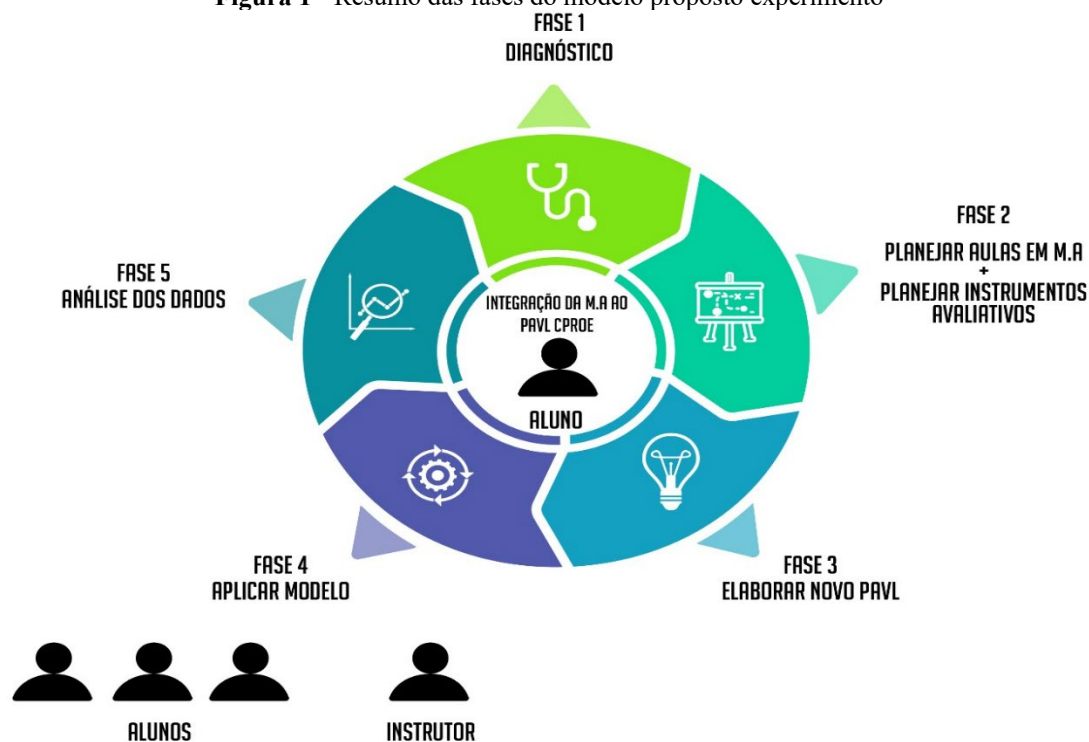 Figura 1 - Resumo das fases do modelo proposto experimento
FASE 1
DIAGNÓSTICO
FASE 2
PLANEJAR AULAS EM M.A
+
PLANEJAR INSTRUMENTOS
AVALIATIVOS
FASE 5
ANÁLISE DOS DADOS
INTEGRAÇÃO DA M.A AO
PAVL CPROE
ALUNO
FASE 4
APLICAR MODELO
FASE 3
ELABORAR NOVO PAVL
ALUNOS
INSTRUTOR